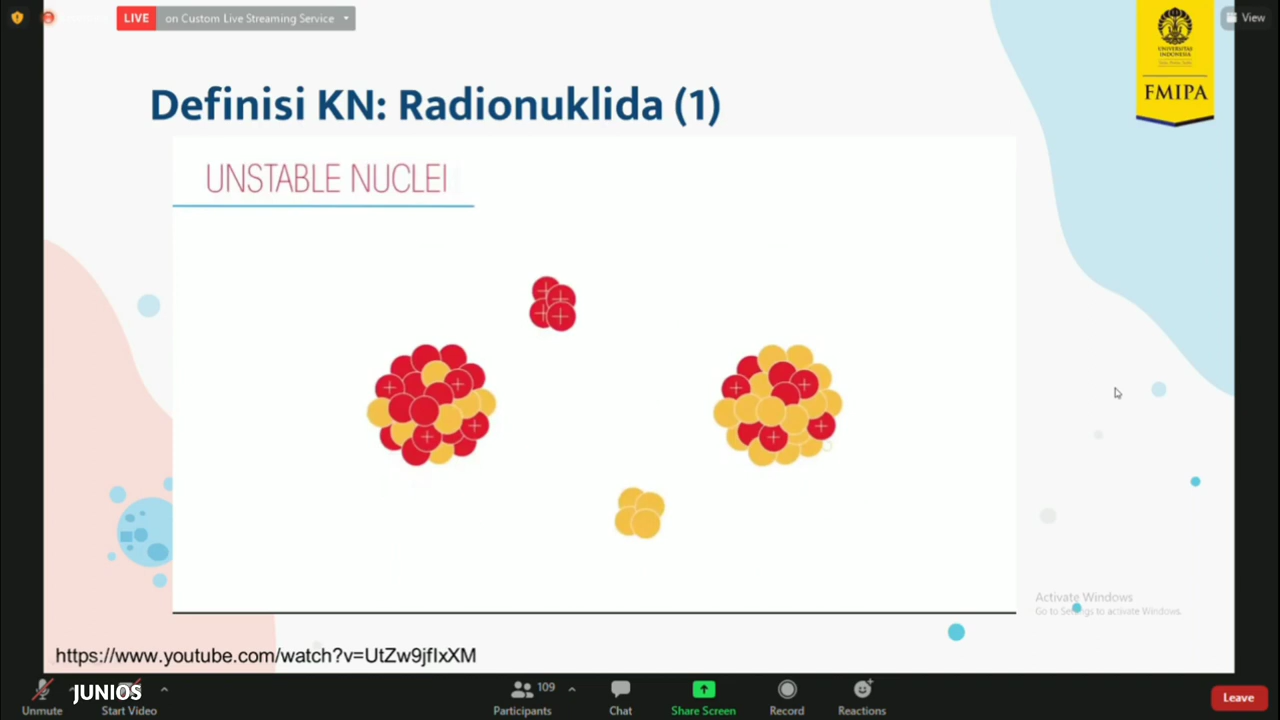 LIVE on Custom Live Streaming Service
View
UNIVERSITAS
INDONESIA
FMIPA
Definisi KN: Radionuklida (1)
UNSTABLE NUCLEI
Activate Windows
Go to Settings to activate Windows.
https://www.youtube.com/watch?v=UtZw9jfIxXM
JUNIOS
Unmute
Start Video
109
Participants
Chat
Share Screen
Record
Reactions
Leave